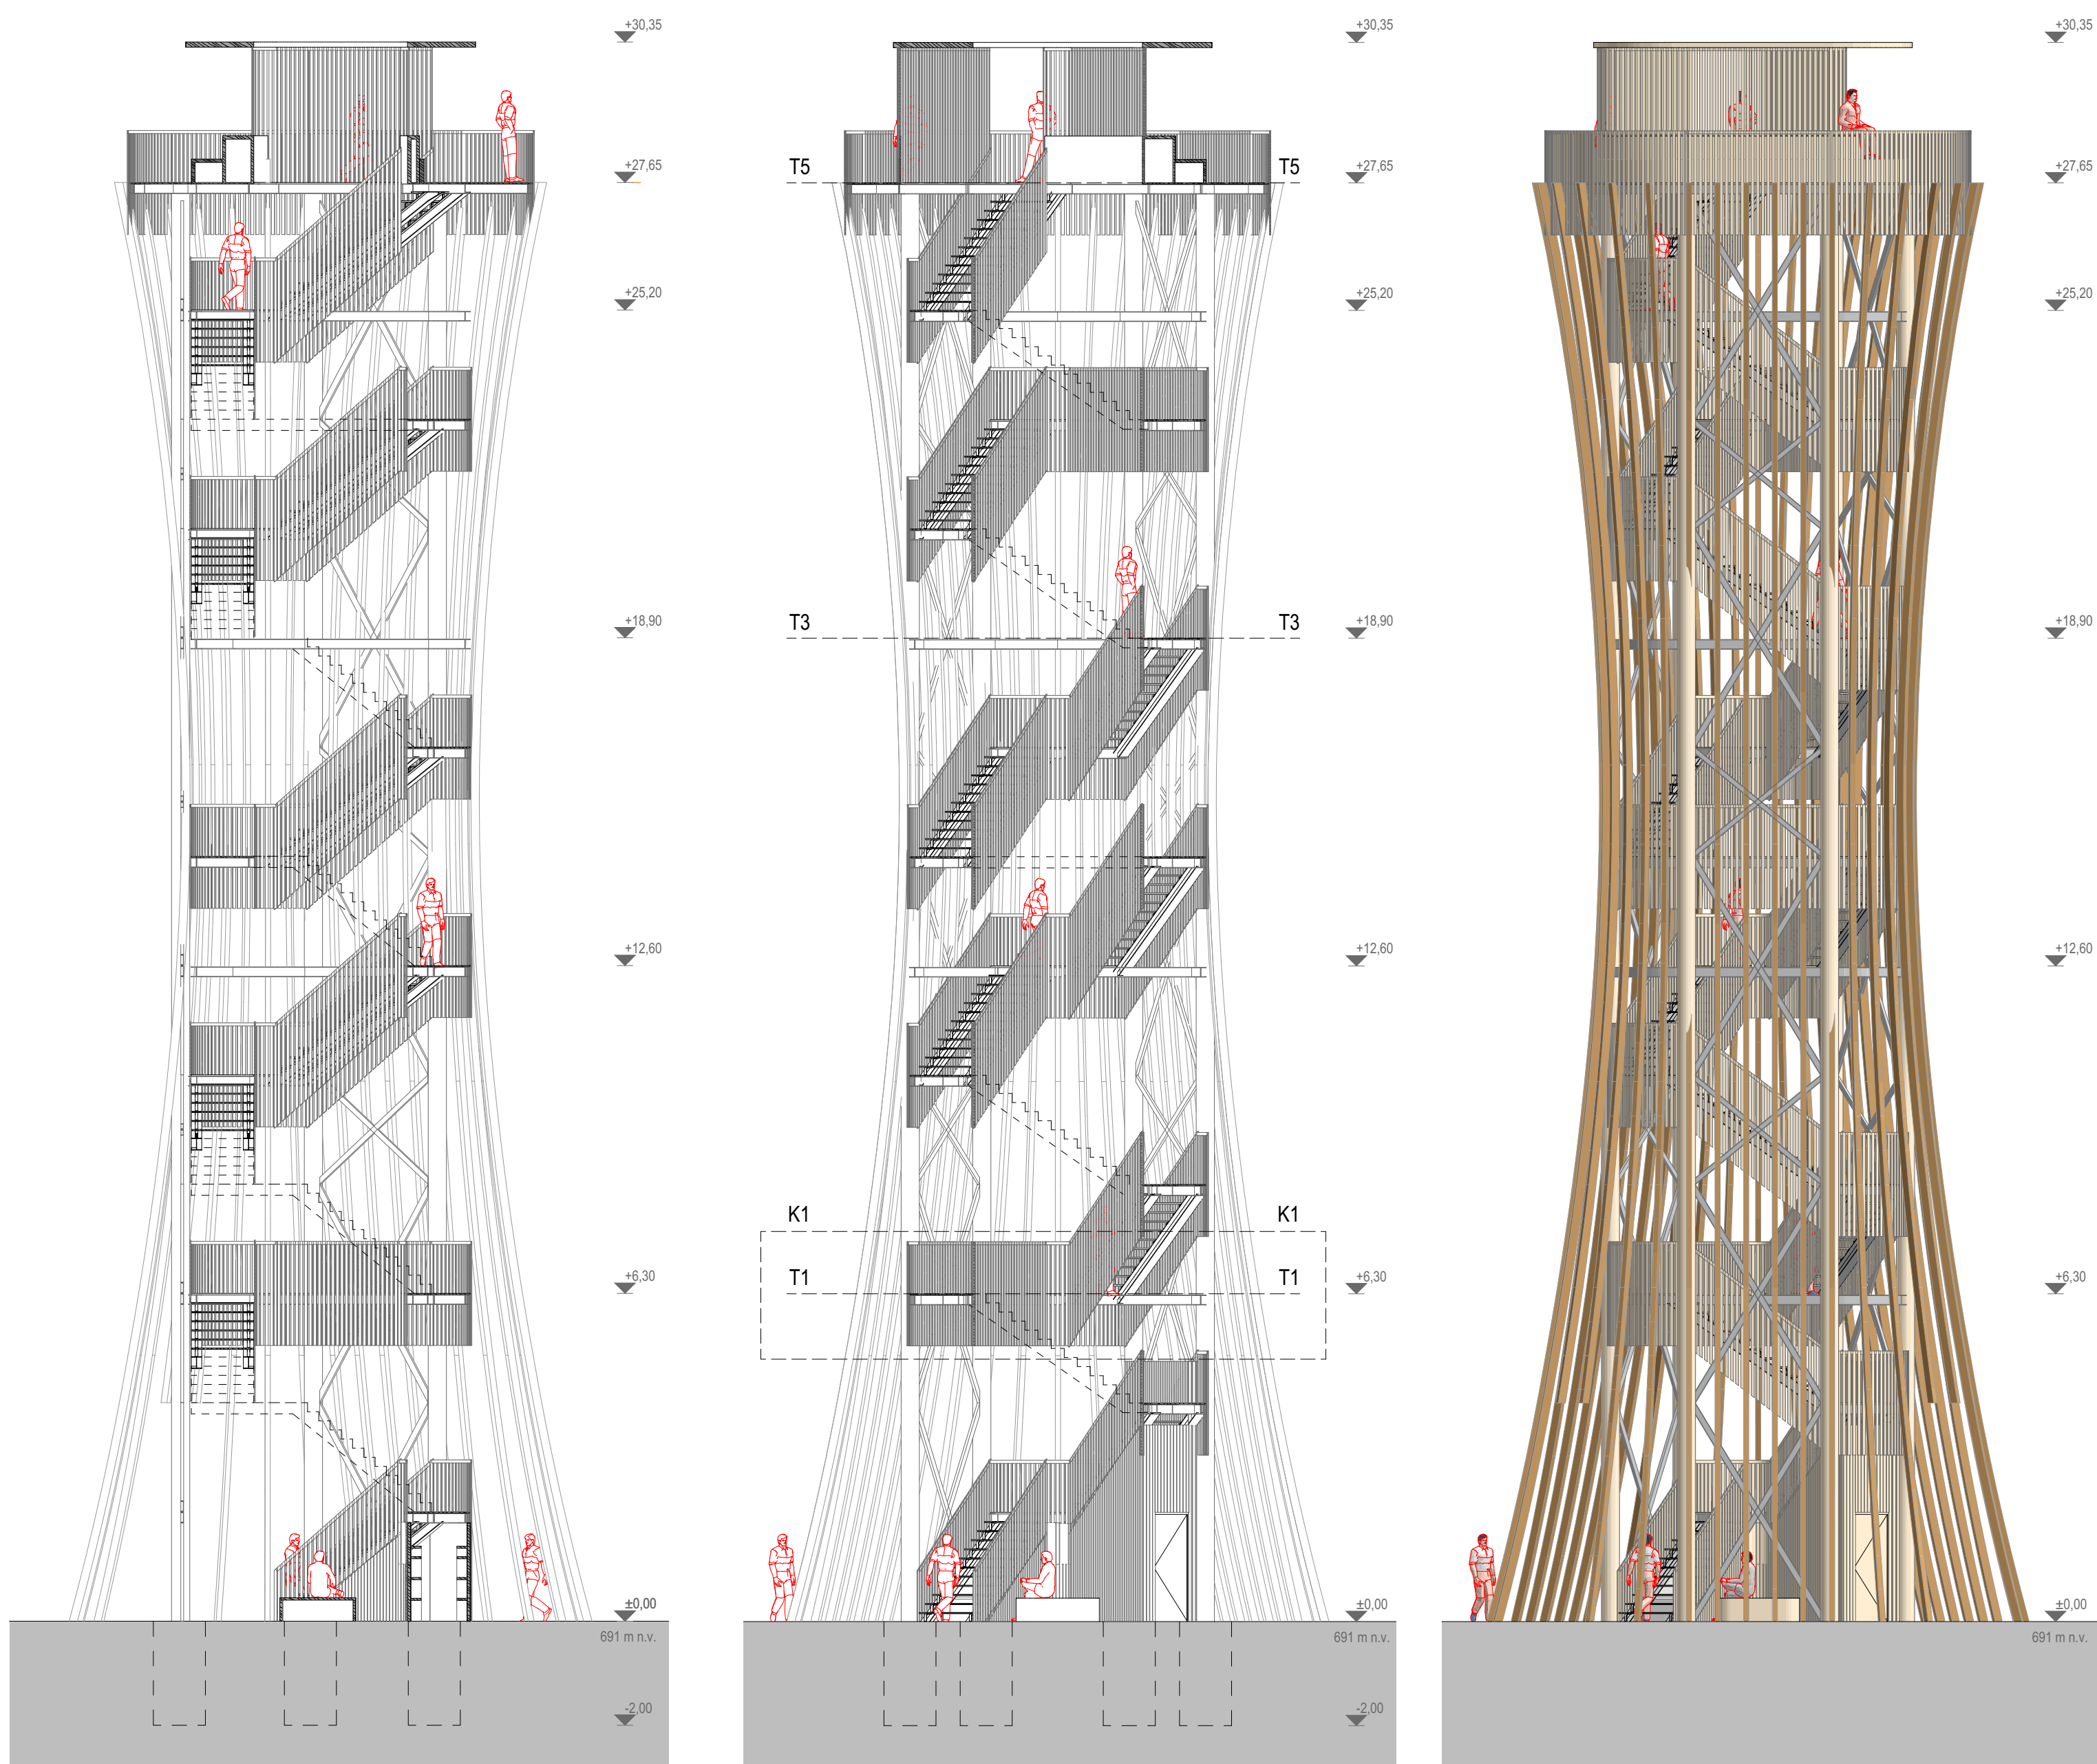 +30,35 +30,35 +30,35
+27,65 T5 T5 +27,65 +27,65
+25,20 +25,20 +25,20
+18,90 T3 T3 +18,90 +18,90
+12,60 +12,60 +12,60
K1 K1
+6,30 T1 T1 +6,30 +6,30
±0,00 ±0,00 ±0,00
691 m n.v. 691 m n.v. 691 m n.v.
-2,00 -2,00 -2,00